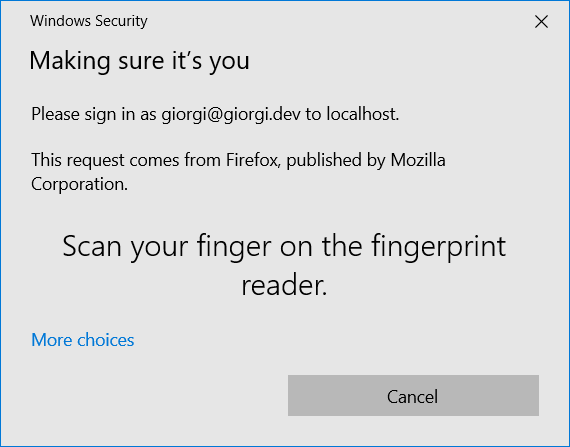 Windows Security
Making sure it’s you
Please sign in as giorgi@giorgi.dev to localhost.
This request comes from Firefox, published by Mozilla
Corporation.
Scan your finger on the fingerprint
reader.
More choices
Cancel